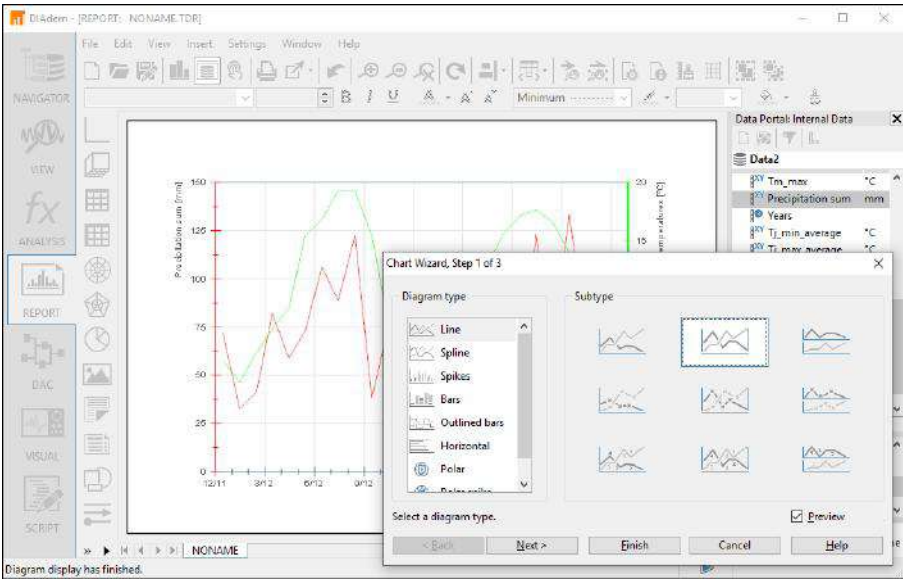 DIAdem - [REPORT: NONAME.TDR]
File Edit View Insert Settings Window Help
NAVIGATOR
VIEW
ANALYSIS
REPORT
DAC
VISUAL
SCRIPT
B I U A A A Minimum
Data Portal: Internal Data
Data2
Tm_max °C
Precipitation sum mm
Years
Tj_min_average °C
Tj_max_average °C
Precipitation sum [mm]
150
125
100
75
50
25
0
12/11 3/12 6/12 9/12
20
15
Chart Wizard, Step 1 of 3
Diagram type
Line
Spline
Spikes
Bars
Outlined bars
Horizontal
Polar
Subtype
Select a diagram type.
Preview
< Back Next > Finish Cancel Help
NONAME
Diagram display has finished.